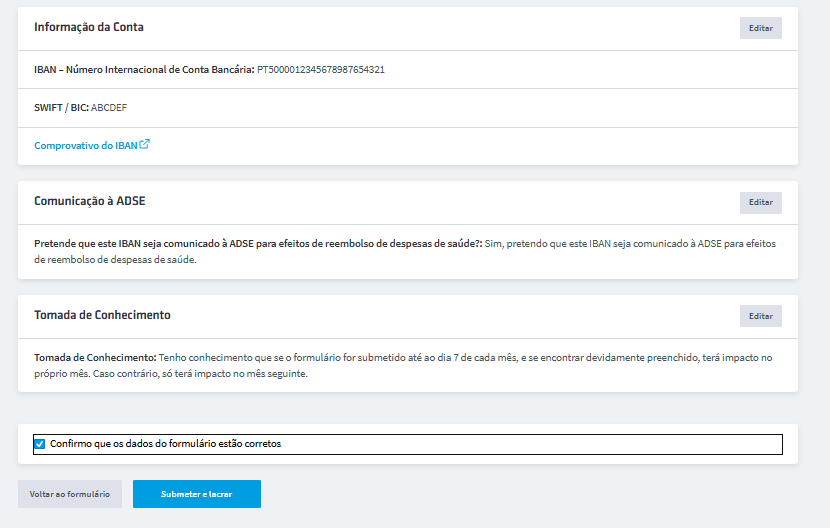 Informação da Conta
Editar
IBAN – Número Internacional de Conta Bancária: PT5000012345678987654321
SWIFT / BIC: ABCDEF
Comprovativo do IBAN
Comunicação à ADSE
Editar
Pretende que este IBAN seja comunicado à ADSE para efeitos de reembolso de despesas de saúde?: Sim, pretendo que este IBAN seja comunicado à ADSE para efeitos
de reembolso de despesas de saúde.
Tomada de Conhecimento
Editar
Tomada de Conhecimento: Tenho conhecimento que se o formulário for submetido até ao dia 7 de cada mês, e se encontrar devidamente preenchido, terá impacto no
próprio mês. Caso contrário, só terá impacto no mês seguinte.
Confirmo que os dados do formulário estão corretos
Voltar ao formulário
Submeter e lacrar